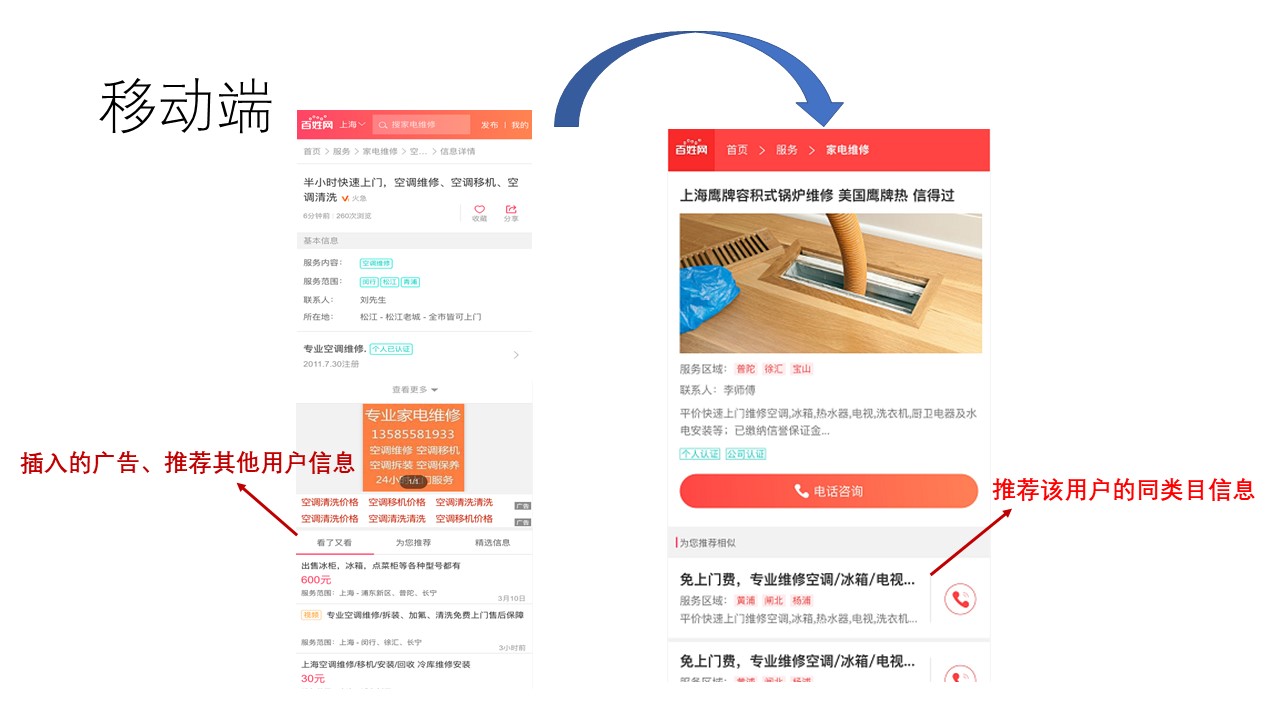 移动端
百姓网 上海 搜家电维修 发布 | 我的
首页 > 服务 > 家电维修 > 空... > 信息详情
半小时快速上门，空调维修、空调移机、空
调清洗 火急
6分钟前 | 260次浏览
收藏 分享
基本信息
服务内容： 空调维修
服务范围： 闵行 松江 青浦
联系人： 刘先生
所在地： 松江 - 松江老城 - 全市皆可上门
专业空调维修. 个人已认证
2011.7.30注册
查看更多
专业家电维修
13585581933
空调维修 空调移机
空调拆装 空调保养
1/1
空调清洗价格 空调移机价格 空调清洗清洗 广告
空调清洗价格 空调清洗清洗 空调移机价格 广告
看了又看 为您推荐 精选信息
出售冰柜，冰箱，点菜柜等各种型号都有
600元
服务范围：上海 - 浦东新区、普陀、长宁
3月10日
视频 专业空调维修/拆装、加氟、清洗免费上门售后保障
服务范围：上海 - 闵行、徐汇、长宁
3小时前
上海空调维修/移机/安装/回收 冷库维修安装
30元
插入的广告、推荐其他用户信息
百姓网 首页 > 服务 > 家电维修
上海鹰牌容积式锅炉维修 美国鹰牌热 信得过
服务区域： 普陀 徐汇 宝山
联系人：李师傅
平价快速上门维修空调,冰箱,热水器,电视,洗衣机,厨卫电器及水
电安装等；已缴纳信誉保证金...
个人认证 公司认证
电话咨询
为您推荐相似
免上门费，专业维修空调/冰箱/电视...
服务区域： 黄浦 闸北 杨浦
平价快速上门维修空调,冰箱,热水器,电视,洗衣机...
免上门费，专业维修空调/冰箱/电视...
服务区域： 黄浦 闸北 杨浦
推荐该用户的同类目信息